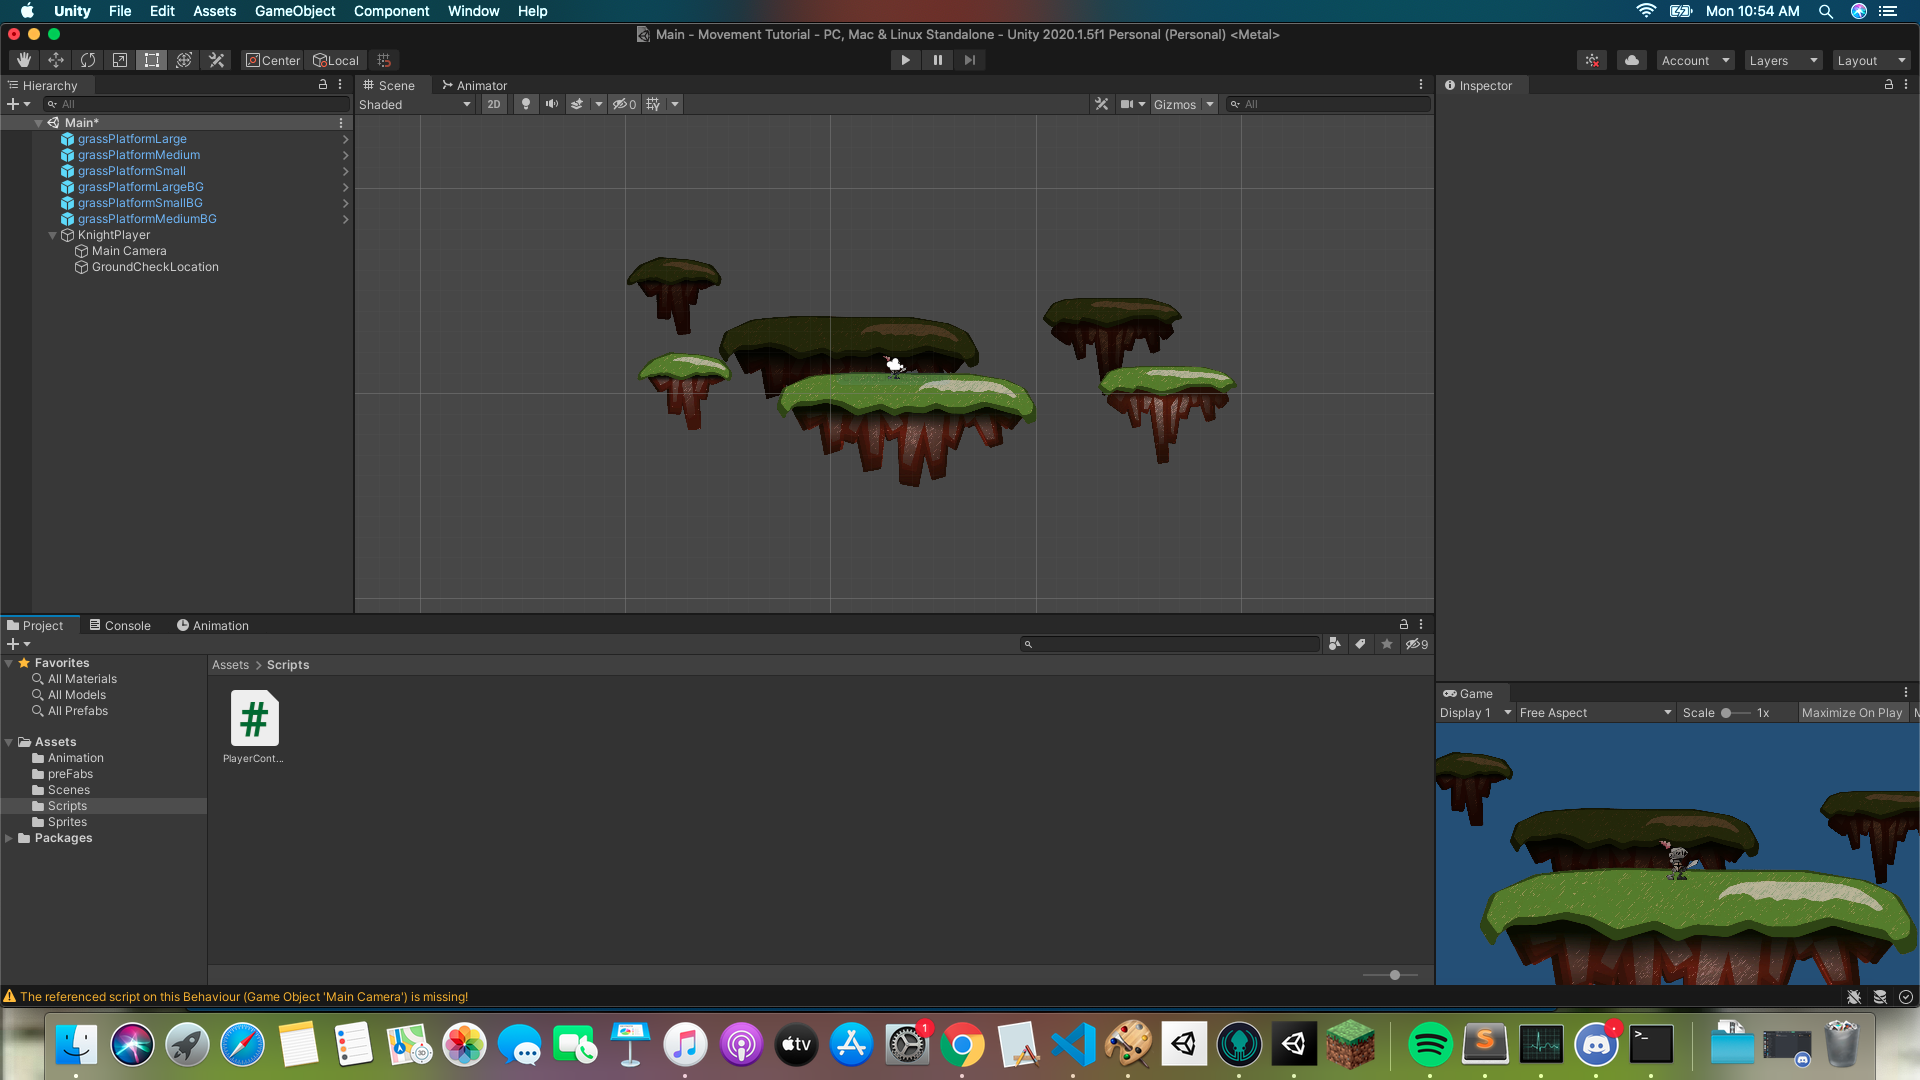 Unity File Edit Assets GameObject Component Window Help Mon 10:54 AM
Main - Movement Tutorial - PC, Mac & Linux Standalone - Unity 2020.1.5f1 Personal (Personal) <Metal>
Center Local Account Layers Layout
Hierarchy
All
Main*
grassPlatformLarge
grassPlatformMedium
grassPlatformSmall
grassPlatformLargeBG
grassPlatformSmallBG
grassPlatformMediumBG
KnightPlayer
Main Camera
GroundCheckLocation
Scene Animator
Shaded 2D 0 Gizmos All
Inspector
Project Console Animation
9
Favorites
All Materials
All Models
All Prefabs
Assets
Animation
preFabs
Scenes
Scripts
Sprites
Packages
Assets > Scripts
#
PlayerCont...
Game
Display 1 Free Aspect Scale 1x Maximize On Play M
The referenced script on this Behaviour (Game Object 'Main Camera') is missing!
3D
tv
1
S
>_